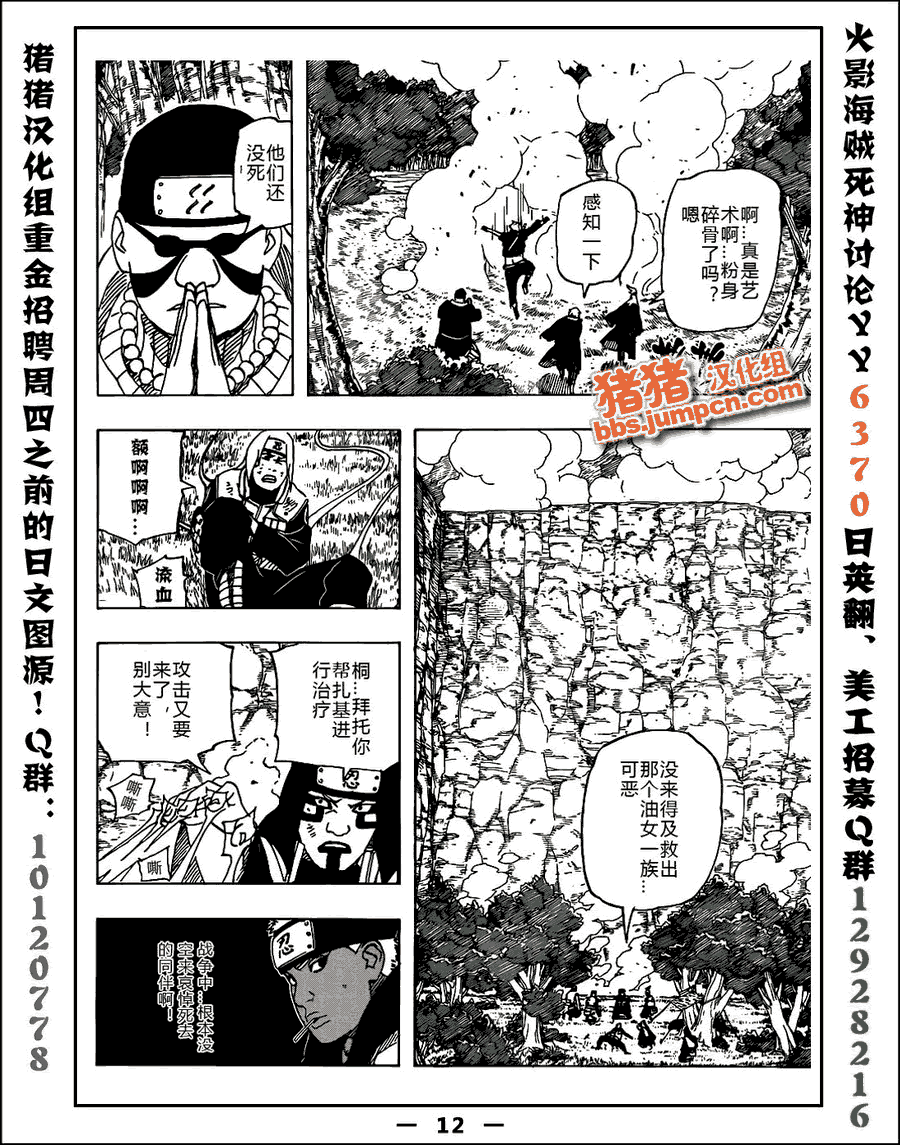 火影海贼死神讨论YY6370日英翻、美工招募Q群129298216
啊…真是艺
术啊…粉身
碎骨了吗？
嗯
感知一下
他们还
没死
猪猪汉化组
bbs.jumpcn.com
额啊啊啊…
流血
没来得及救出
那个油女一族…
可恶
桐…拜托你
帮扎基进
行治疗
攻击又要
来了，
别大意！
嘶嘶
嘶
忍
战争中…根本没
空来哀悼死去
的同伴啊！
忍
猪猪汉化组重金招聘周四之前的日文图源！Q群：10120778
— 12 —